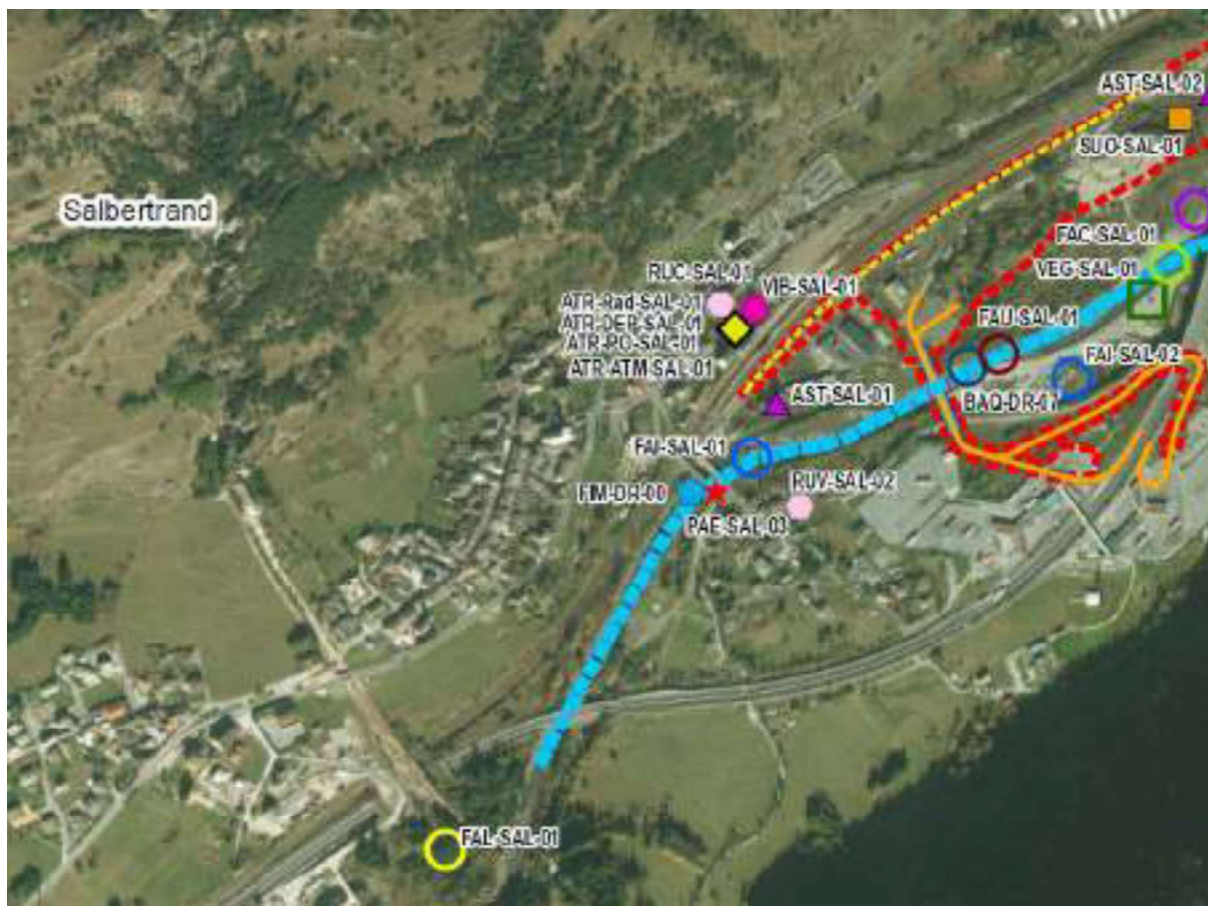 AST-SAL-02
SUO-SAL-01
Salbertrand
FAC-SAL-01
VEG-SAL-01
RUC-SAL-01
VIB-SAL-01
ATR-Rad-SAL-01
ATR-DEP-SAL-01
ATR-PO-SAL-01
ATR-ATM-SAL-01
FAU-SAL-01
FAI-SAL-02
AST-SAL-01
BAQ-DR-07
FAI-SAL-01
RUV-SAL-02
FIM-DR-00
PAE-SAL-03
FAL-SAL-01